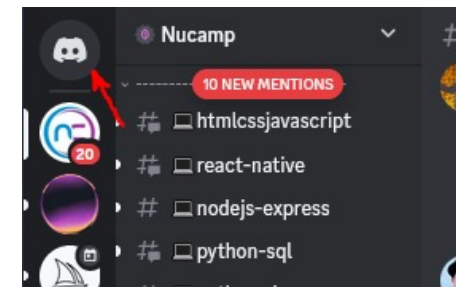 Nucamp
10 NEW MENTIONS
htmlcssjavascript
20
react-native
nodejs-express
python-sql